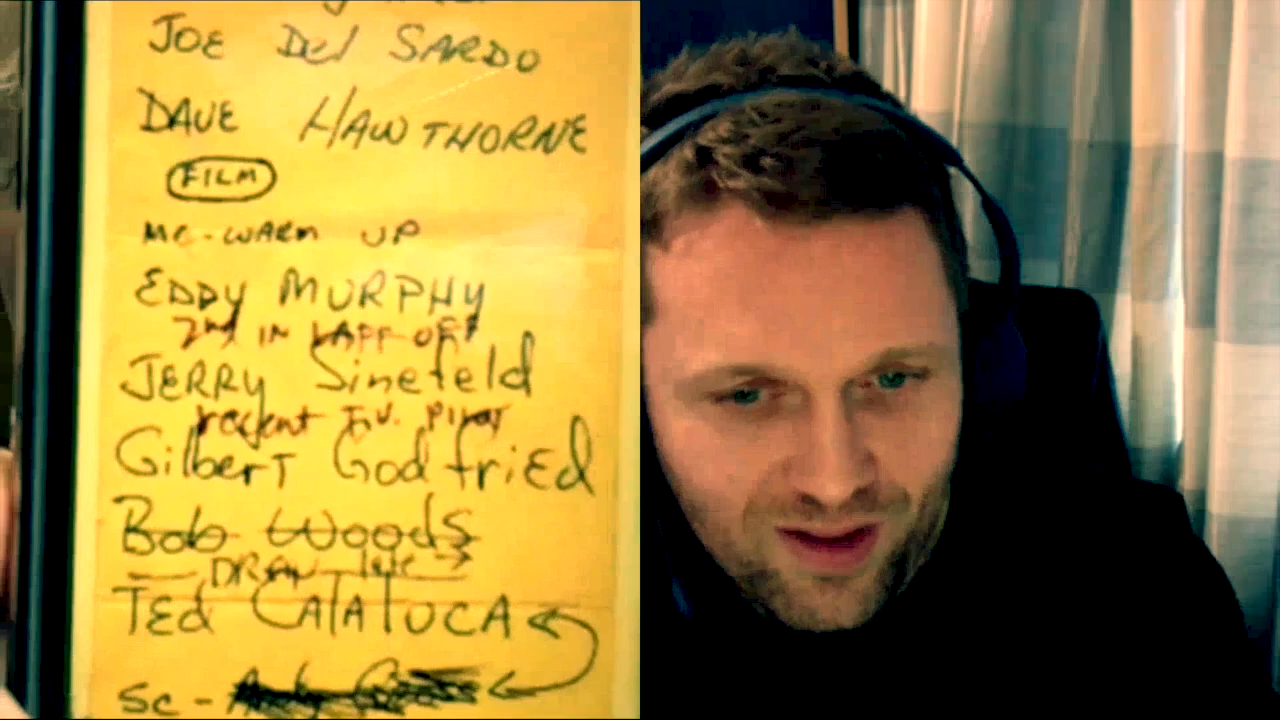 JOE Del SARDO
DAVE HAWTHORNE
FILM
MC-WARM UP
EDDY MURPHY
2nd IN LAFF OFF
JERRY Sinefeld
recent T.V. Pilot
Gilbert Godfried
Bob Woods
DRAW
Ted CATATUCA
SC -